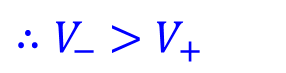 ∴ V₋ > V₊